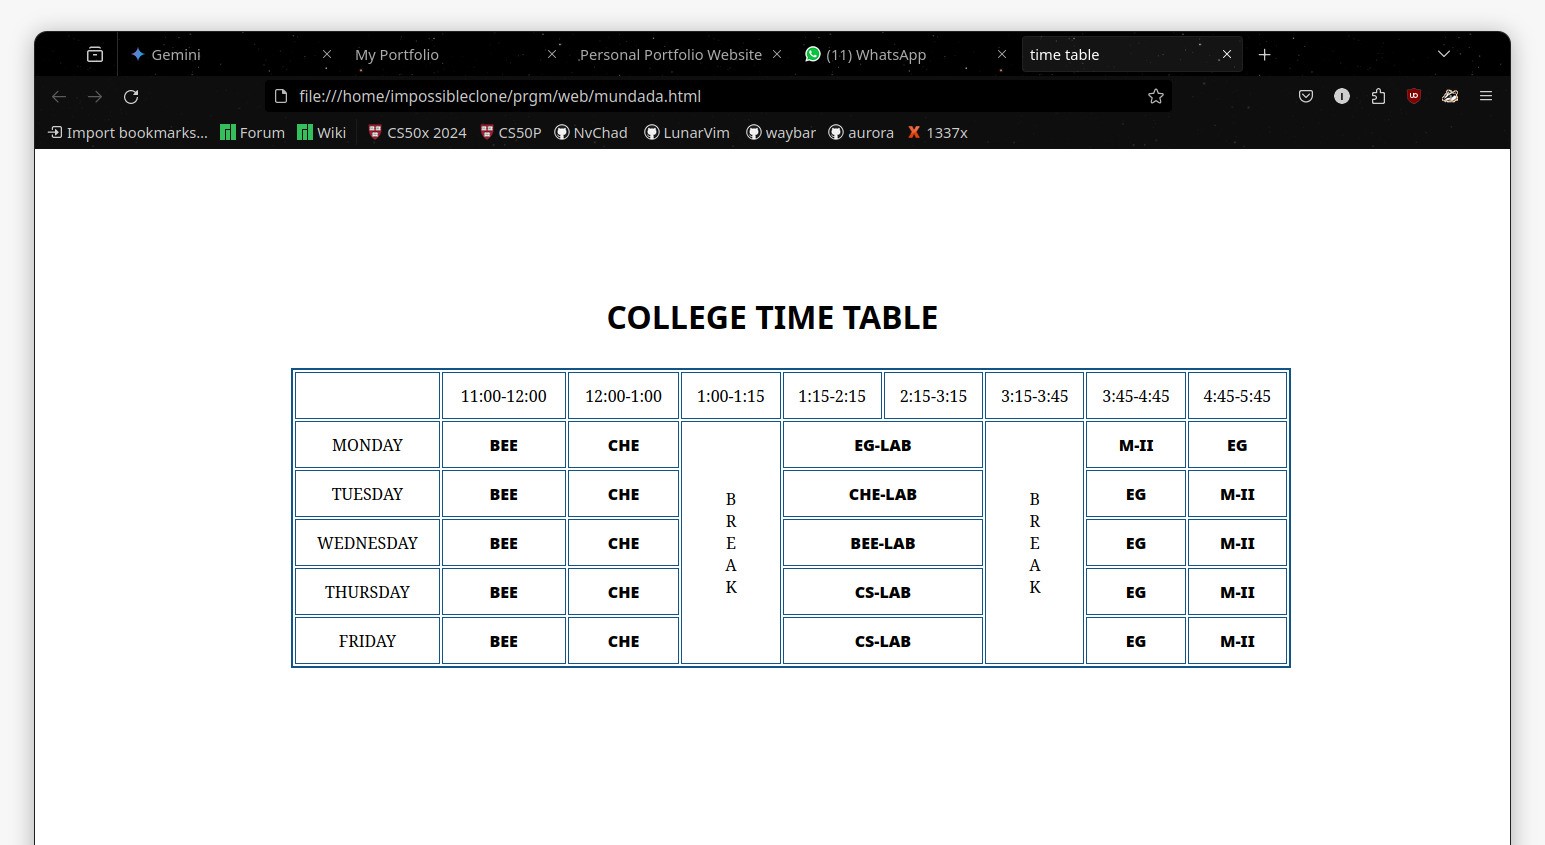 Gemini
My Portfolio
Personal Portfolio Website
(11) WhatsApp
time table
file:///home/impossibleclone/prgm/web/mundada.html
Import bookmarks... Forum Wiki CS50x 2024 CS50P NvChad LunarVim waybar aurora 1337x
COLLEGE TIME TABLE
11:00-12:00 12:00-1:00 1:00-1:15 1:15-2:15 2:15-3:15 3:15-3:45 3:45-4:45 4:45-5:45
MONDAY BEE CHE EG-LAB M-II EG
TUESDAY BEE CHE CHE-LAB EG M-II
WEDNESDAY BEE CHE BEE-LAB EG M-II
THURSDAY BEE CHE CS-LAB EG M-II
FRIDAY BEE CHE CS-LAB EG M-II
B
R
E
A
K
B
R
E
A
K